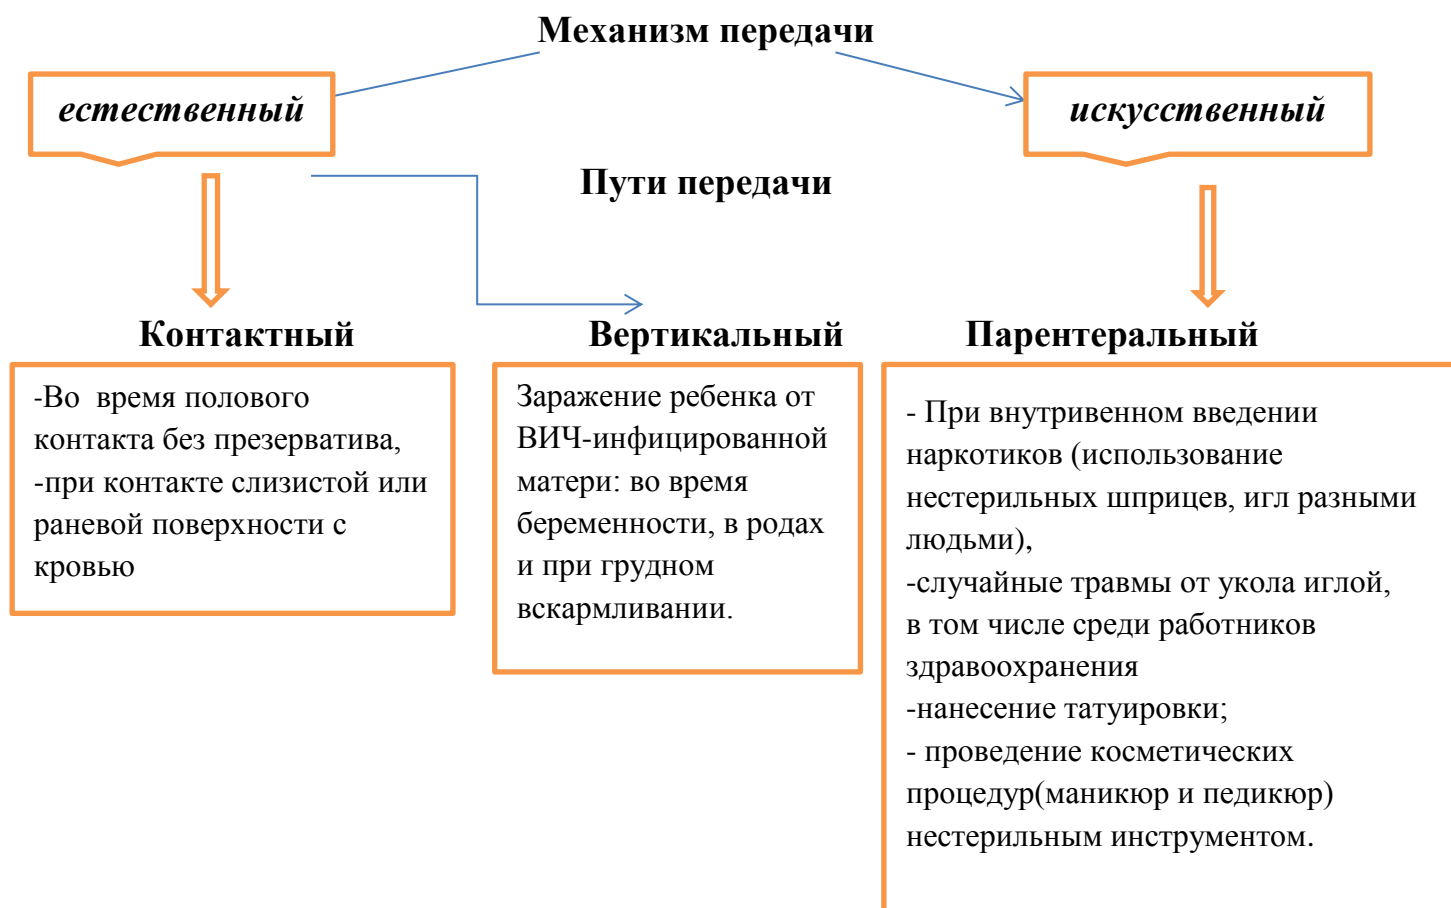 Механизм передачи
естественный
искусственный
Пути передачи
Контактный
Вертикальный
Парентеральный
-Во время полового
контакта без презерватива,
-при контакте слизистой или
раневой поверхности с
кровью
Заражение ребенка от
ВИЧ-инфицированной
матери: во время
беременности, в родах
и при грудном
вскармливании.
- При внутривенном введении
наркотиков (использование
нестерильных шприцев, игл разными
людьми),
-случайные травмы от укола иглой,
в том числе среди работников
здравоохранения
-нанесение татуировки;
- проведение косметических
процедур(маникюр и педикюр)
нестерильным инструментом.